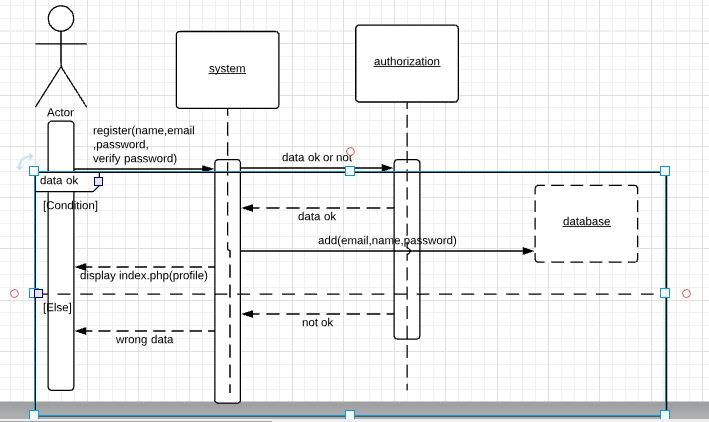 system
authorization
Actor
register(name,email
,password,
verify password)
data ok or not
data ok
[Condition]
data ok
database
add(email,name,password)
display index.php(profile)
[Else]
not ok
wrong data